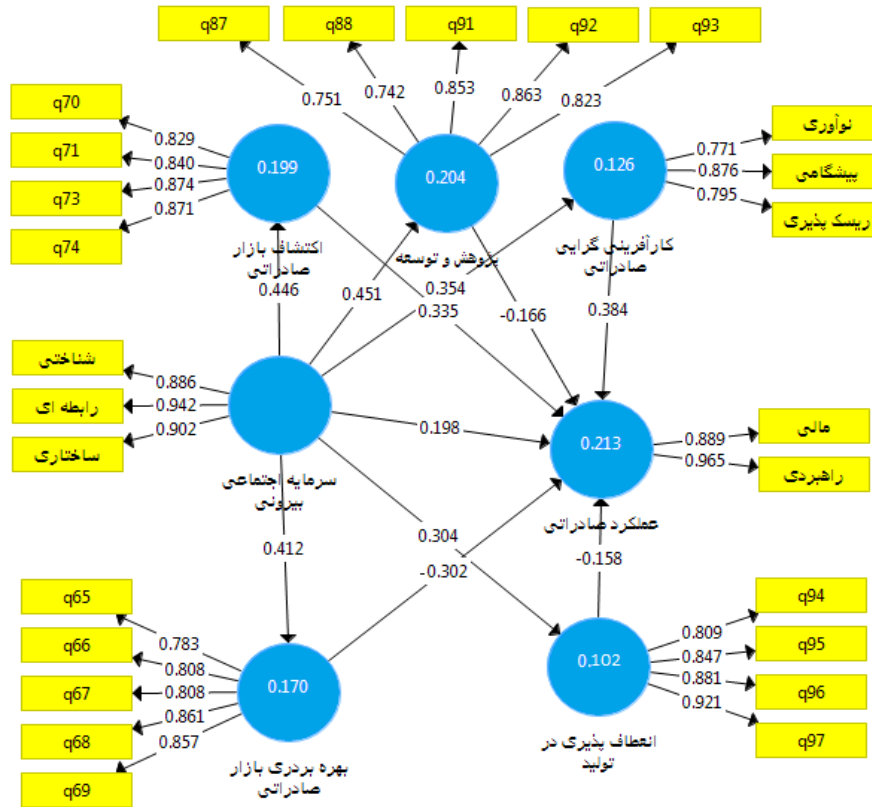 q87
q88
q91
q92
q93
0.751
0.742
0.853
0.863
0.823
q70
q71
q73
q74
0.829
0.840
0.874
0.871
0.199
0.204
0.126
0.771
0.876
0.795
نوآوری
پیشگامی
ریسک پذیری
اکتشاف بازار
صادراتی
پژوهش و توسعه
کارآفرینی گرایی
صادراتی
0.446
0.451
0.354
0.335
-0.166
0.384
شناختی
رابطه ای
ساختاری
0.886
0.942
0.902
سرمایه اجتماعی
بیرونی
0.198
0.213
عملکرد صادراتی
0.889
0.965
مالی
راهبردی
0.412
0.304
-0.302
-0.158
q65
q66
q67
q68
q69
0.783
0.808
0.808
0.861
0.857
0.170
بهره بردری بازار
صادراتی
0.102
انعطاف پذیری در
تولید
0.809
0.847
0.881
0.921
q94
q95
q96
q97